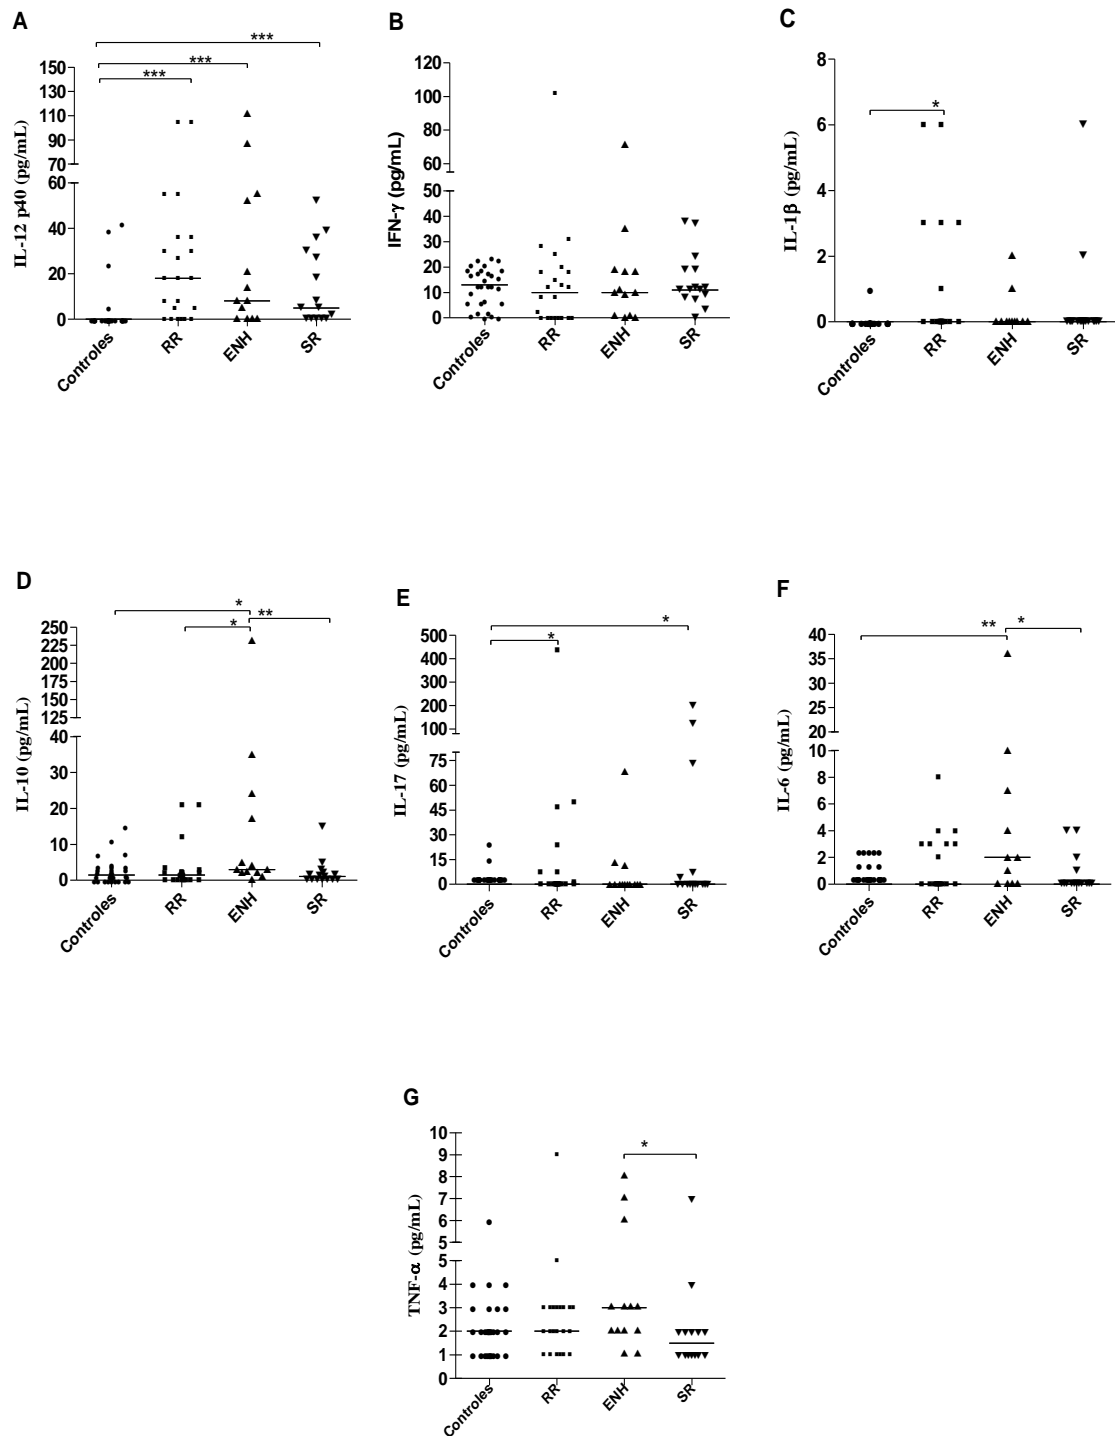 A
B
C
***
***
***
IL-12 p40 (pg/mL)
150
130
110
90
70
60
40
20
0
Controles
RR
ENH
SR
IFN-γ (pg/mL)
120
100
80
60
50
40
30
20
10
0
Controles
RR
ENH
SR
*
IL-1β (pg/mL)
8
6
4
2
0
Controles
RR
ENH
SR
D
E
F
*
**
*
IL-10 (pg/mL)
250
225
200
175
150
125
40
30
20
10
0
Controles
RR
ENH
SR
*
*
IL-17 (pg/mL)
500
400
300
200
100
75
60
45
30
15
0
Controles
RR
ENH
SR
**
*
IL-6 (pg/mL)
40
35
30
25
20
10
8
6
4
2
0
Controles
RR
ENH
SR
G
*
TNF-α (pg/mL)
10
9
8
7
6
5
5
4
3
2
1
0
Controles
RR
ENH
SR